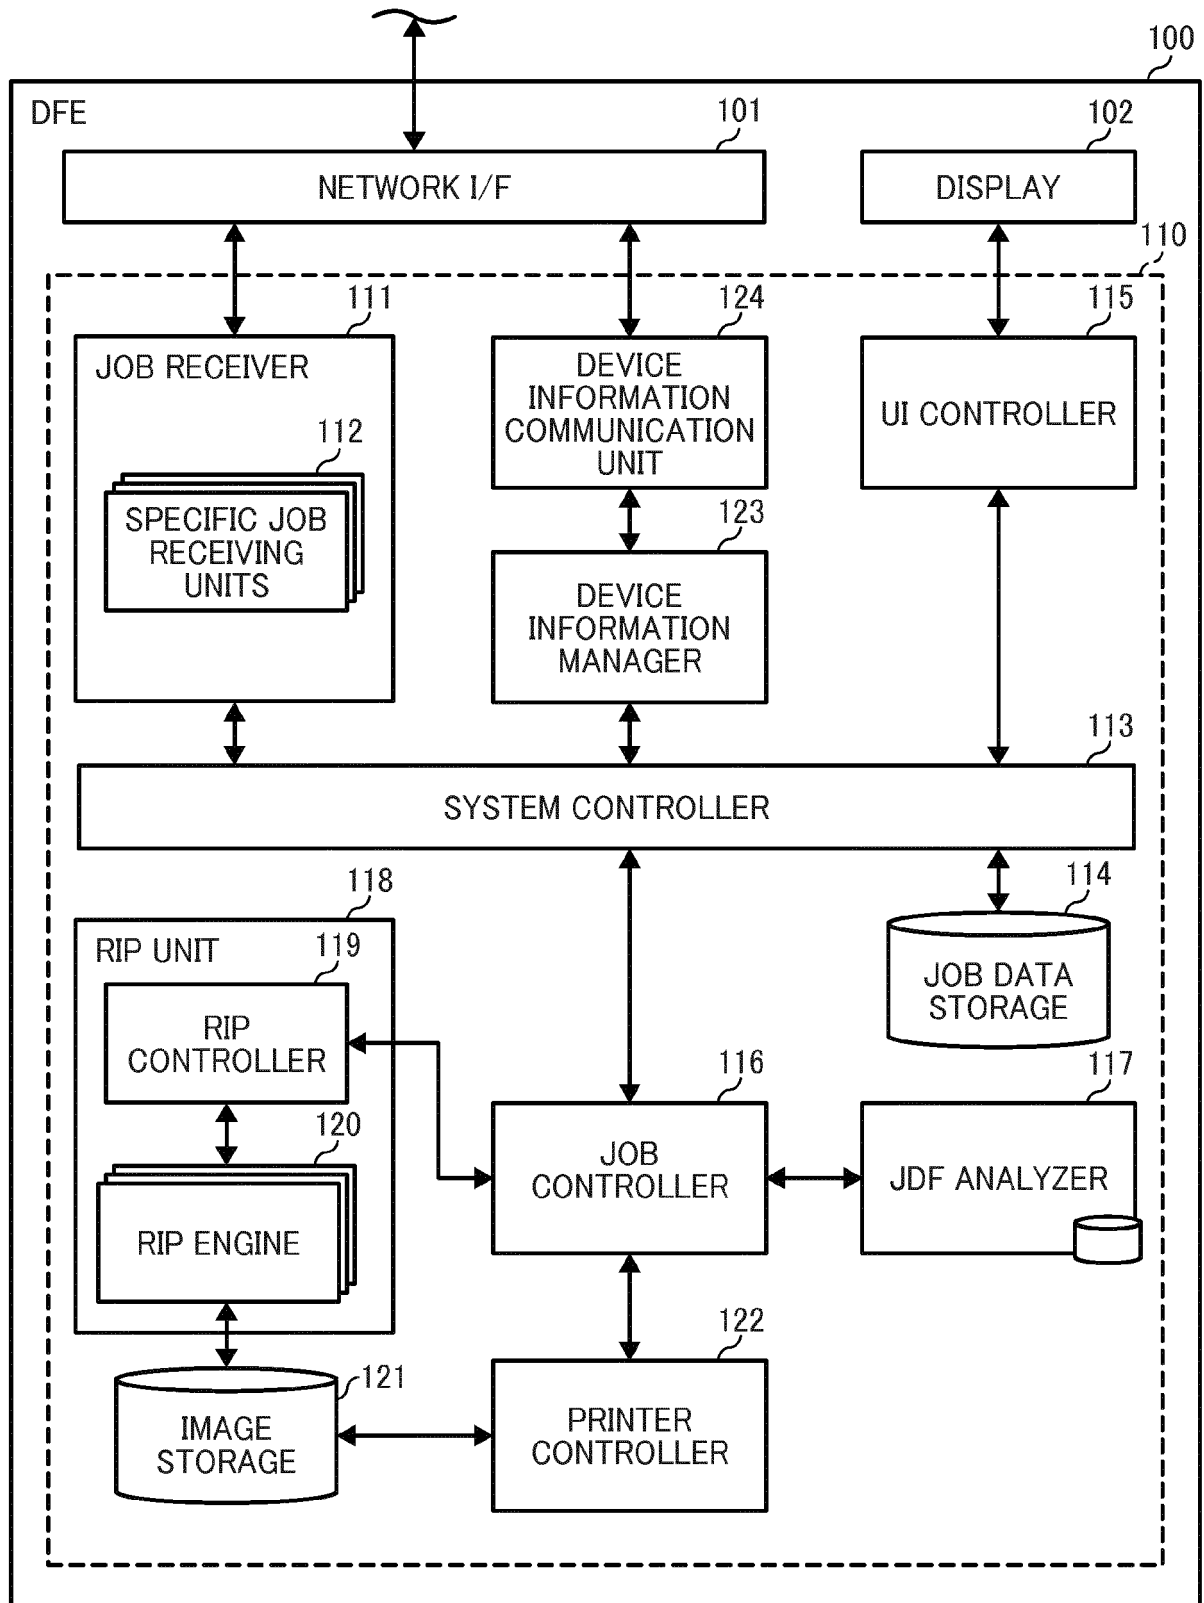 100
DFE
101
102
NETWORK I/F
DISPLAY
110
111
124
115
JOB RECEIVER
DEVICE
INFORMATION
COMMUNICATION
UNIT
UI CONTROLLER
112
SPECIFIC JOB
RECEIVING
UNITS
123
DEVICE
INFORMATION
MANAGER
113
SYSTEM CONTROLLER
118
114
RIP UNIT
119
JOB DATA
STORAGE
RIP
CONTROLLER
116
117
120
JOB
CONTROLLER
JDF ANALYZER
RIP ENGINE
122
121
IMAGE
STORAGE
PRINTER
CONTROLLER